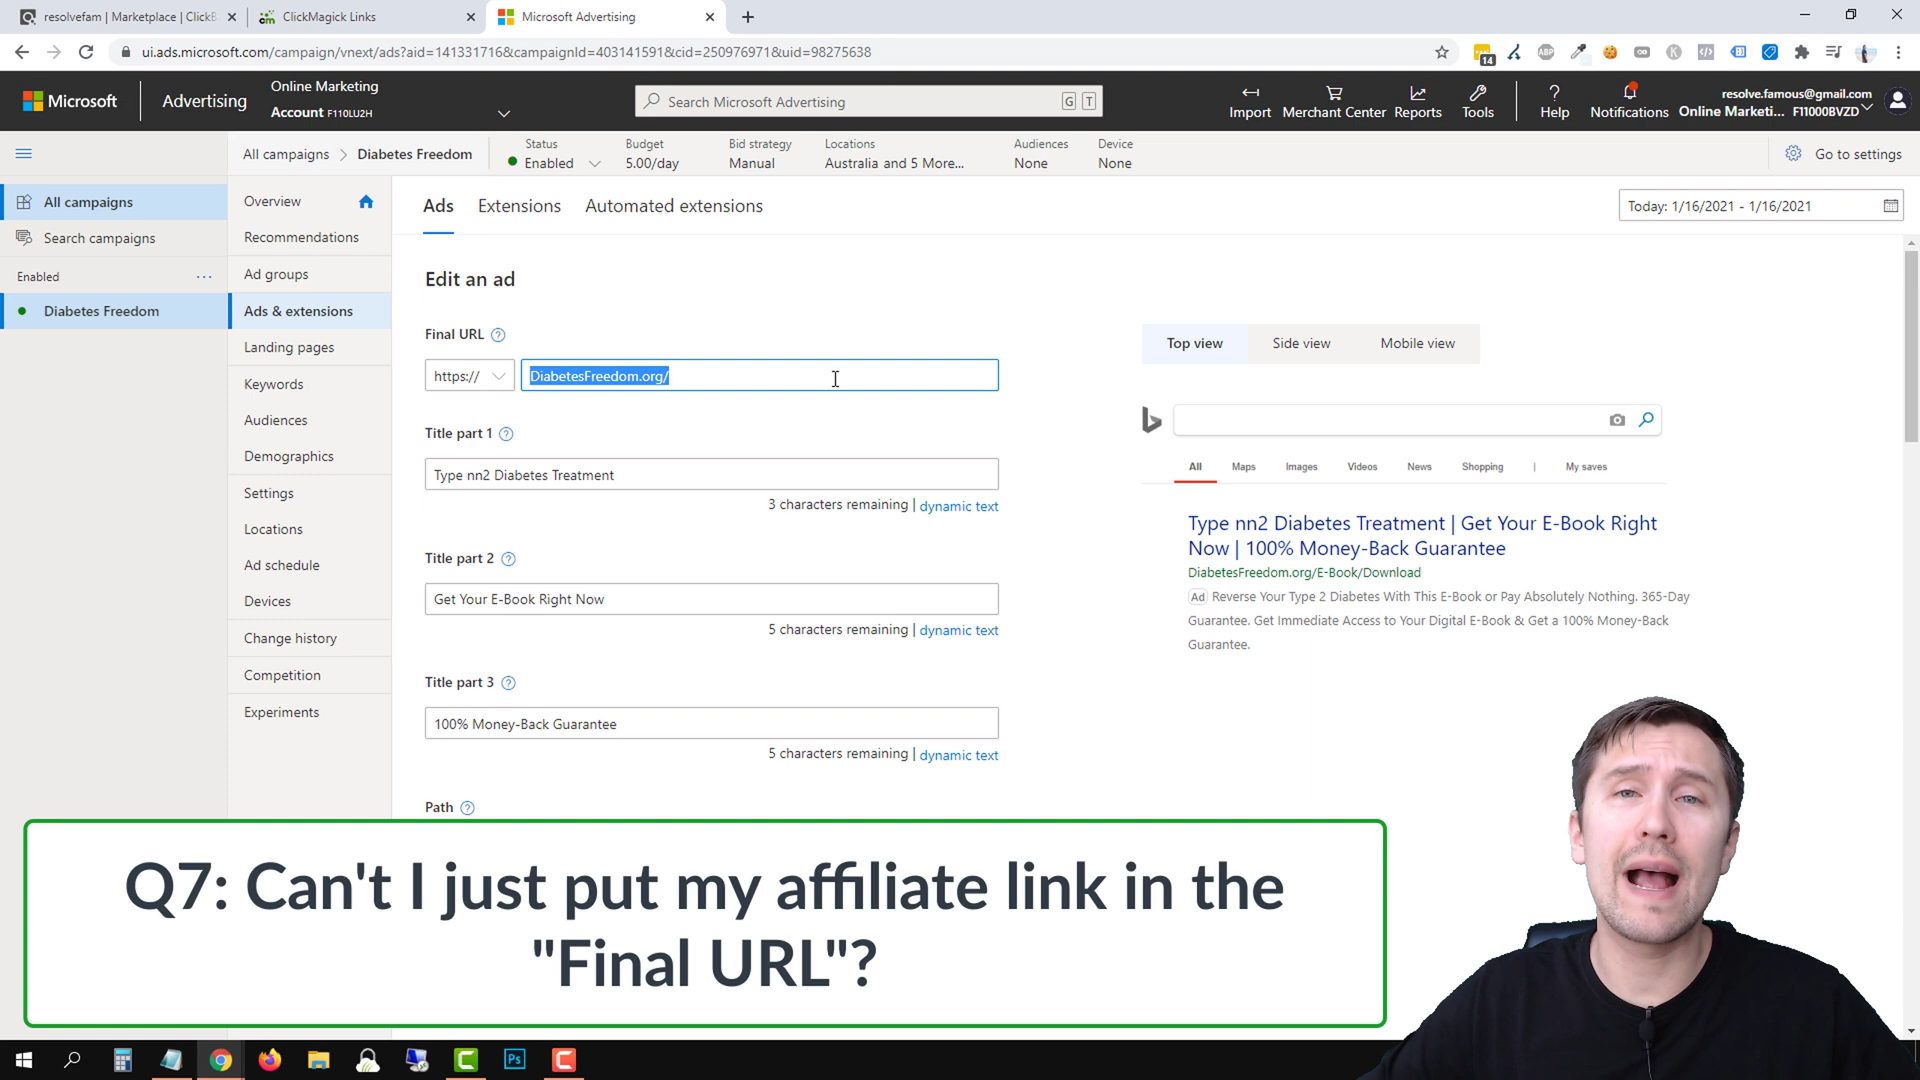 resolvefam | Marketplace | ClickB
ClickMagick Links
Microsoft Advertising
ui.ads.microsoft.com/campaign/vnext/ads?aid=141331716&campaignId=403141591&cid=250976971&uid=98275638
14
ABP
K
Microsoft
Advertising
Online Marketing
Account F110LU2H
Search Microsoft Advertising
G T
Import
Merchant Center
Reports
Tools
Help
Notifications
resolve.famous@gmail.com
Online Marketi... F11000BVZD
All campaigns
Diabetes Freedom
Status
Enabled
Budget
5.00/day
Bid strategy
Manual
Locations
Australia and 5 More...
Audiences
None
Device
None
Go to settings
All campaigns
Search campaigns
Enabled
...
Diabetes Freedom
Overview
Recommendations
Ad groups
Ads & extensions
Landing pages
Keywords
Audiences
Demographics
Settings
Locations
Ad schedule
Devices
Change history
Competition
Experiments
Ads
Extensions
Automated extensions
Today: 1/16/2021 - 1/16/2021
Edit an ad
Final URL ?
https://
DiabetesFreedom.org/
Title part 1 ?
Type nn2 Diabetes Treatment
3 characters remaining | dynamic text
Title part 2 ?
Get Your E-Book Right Now
5 characters remaining | dynamic text
Title part 3 ?
100% Money-Back Guarantee
5 characters remaining | dynamic text
Path ?
Top view
Side view
Mobile view
All
Maps
Images
Videos
News
Shopping
|
My saves
Type nn2 Diabetes Treatment | Get Your E-Book Right
Now | 100% Money-Back Guarantee
DiabetesFreedom.org/E-Book/Download
Ad Reverse Your Type 2 Diabetes With This E-Book or Pay Absolutely Nothing. 365-Day
Guarantee. Get Immediate Access to Your Digital E-Book & Get a 100% Money-Back
Guarantee.
Q7: Can't I just put my affiliate link in the
"Final URL"?
Ps